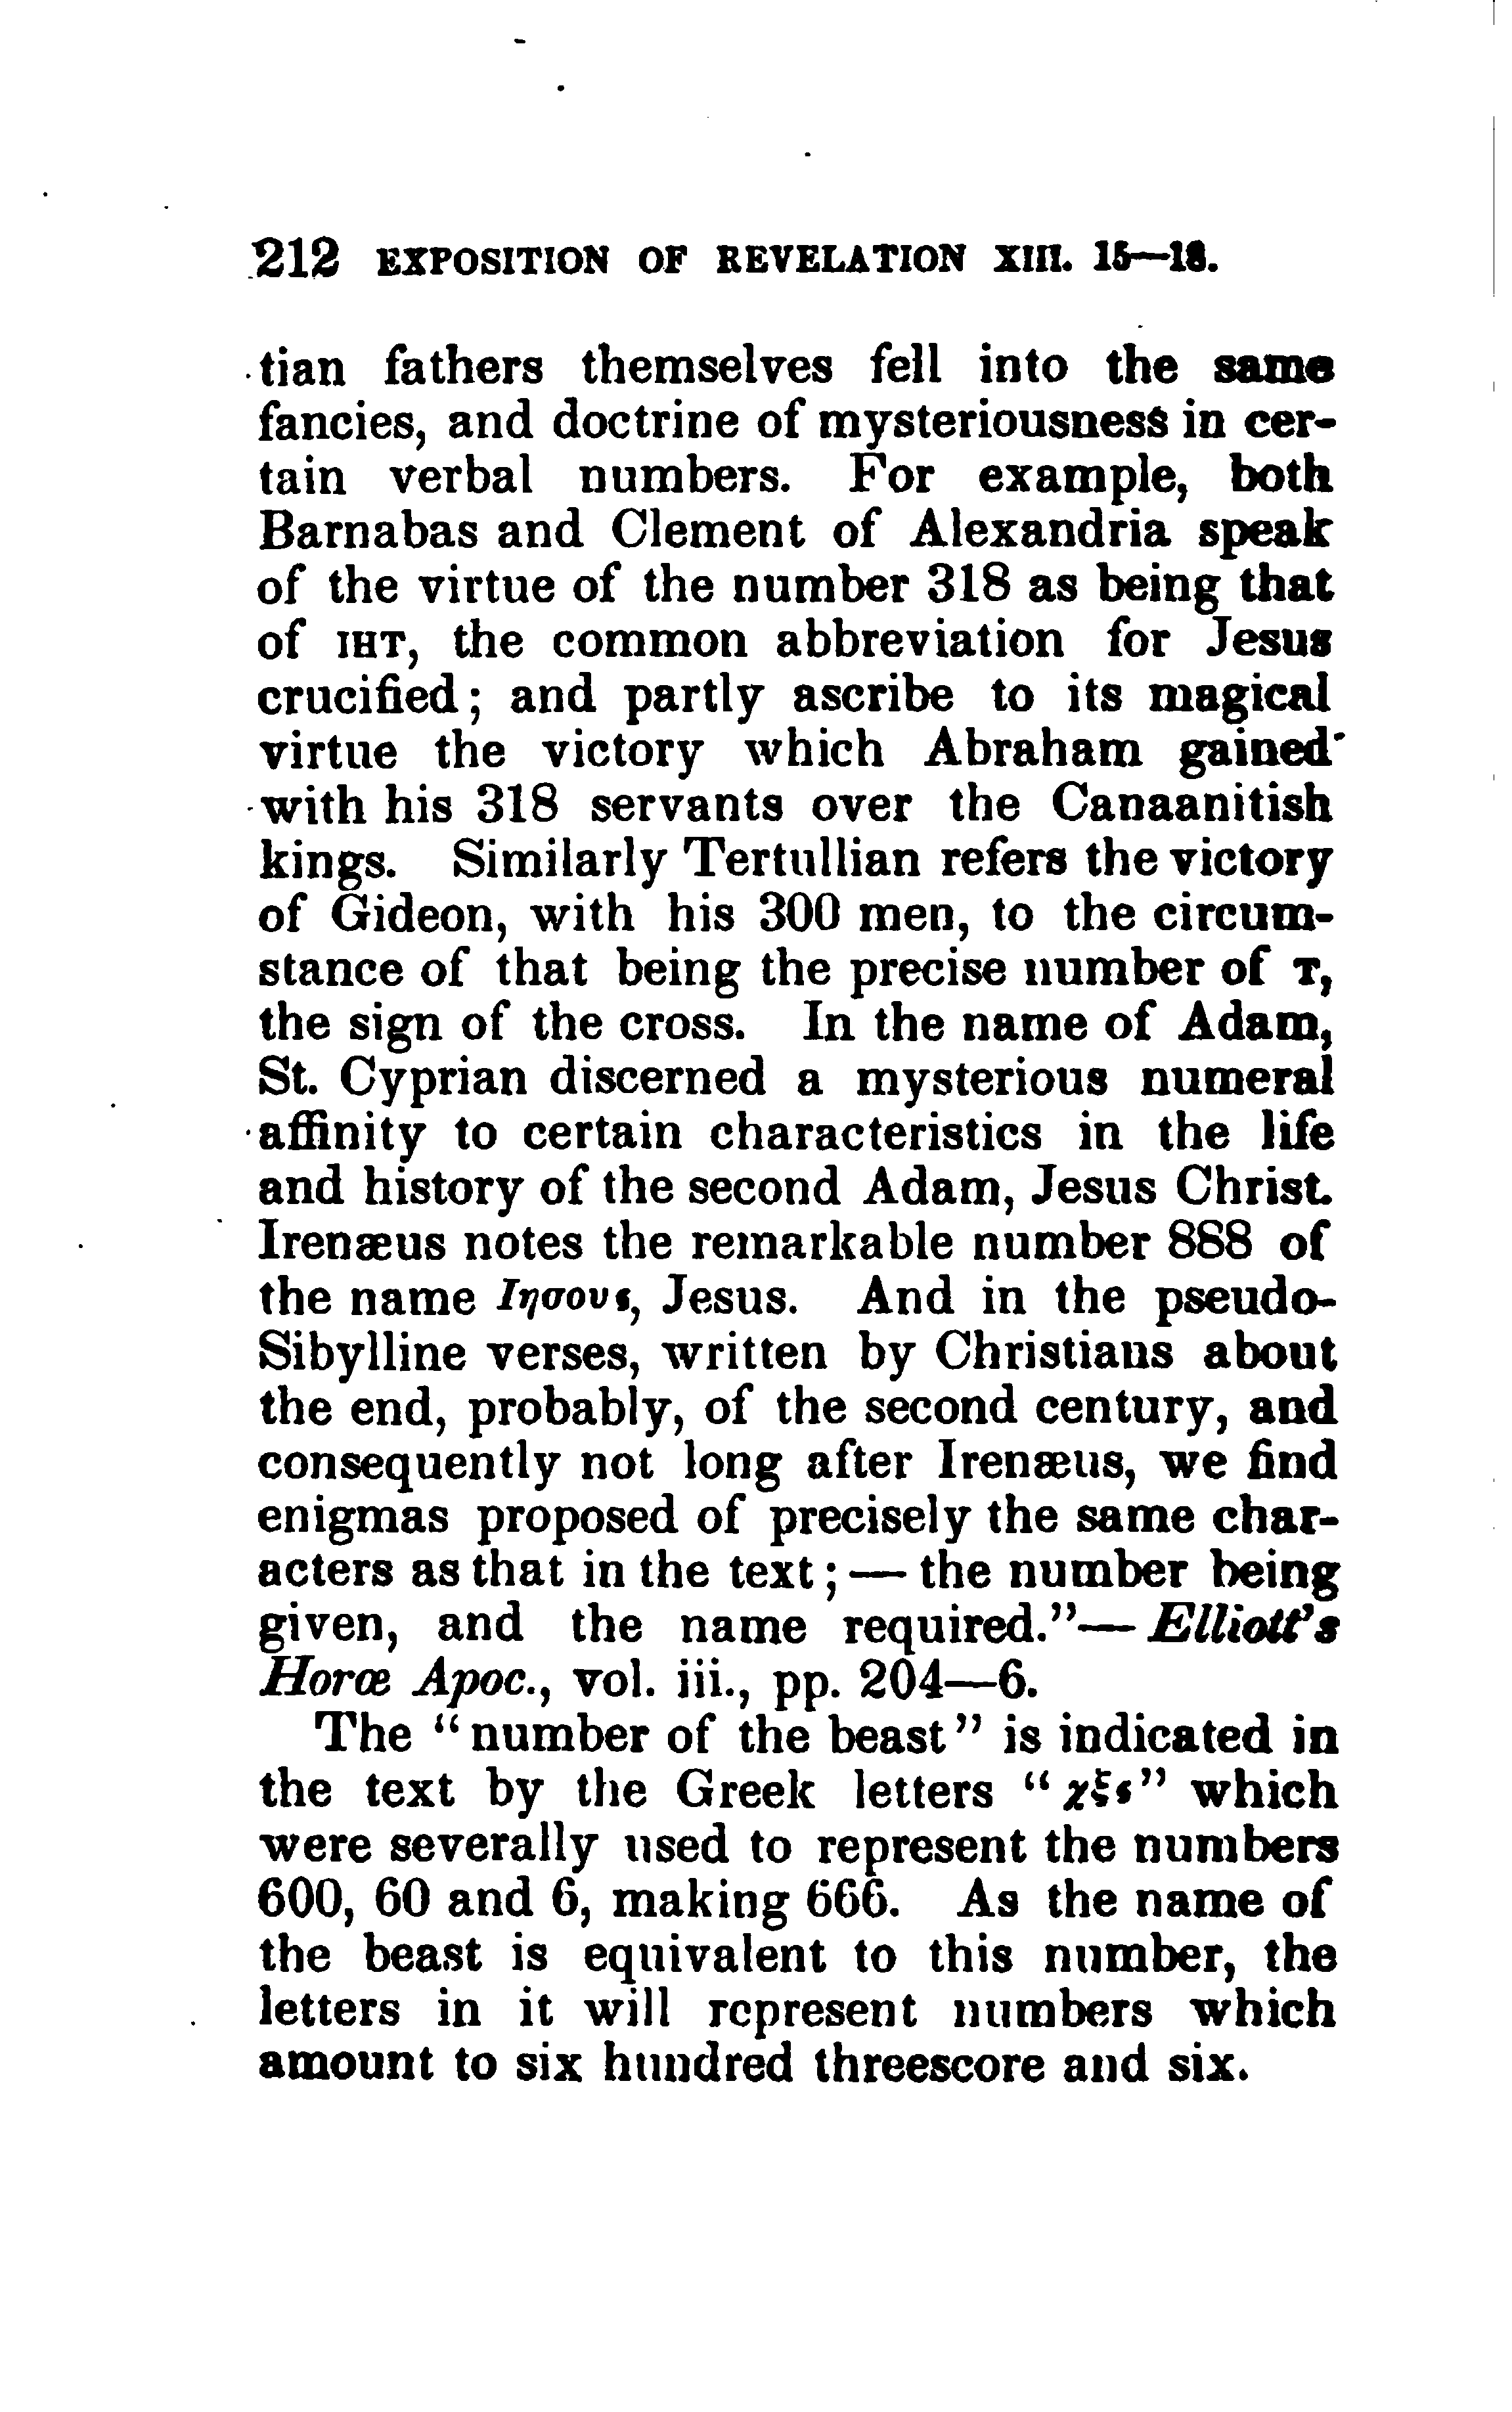 212 EXPOSITION OF REVELATION XIII. 15—18.
tian fathers themselves fell into the same
fancies, and doctrine of mysteriousness in cer-
tain verbal numbers. For example, both
Barnabas and Clement of Alexandria speak
of the virtue of the number 318 as being that
of IHT, the common abbreviation for Jesus
crucified; and partly ascribe to its magical
virtue the victory which Abraham gained
with his 318 servants over the Canaanitish
kings. Similarly Tertullian refers the victory
of Gideon, with his 300 men, to the circum-
stance of that being the precise number of T,
the sign of the cross. In the name of Adam,
St. Cyprian discerned a mysterious numeral
affinity to certain characteristics in the life
and history of the second Adam, Jesus Christ.
Irenæus notes the remarkable number 888 of
the name Ιησους, Jesus. And in the pseudo-
Sibylline verses, written by Christians about
the end, probably, of the second century, and
consequently not long after Irenæus, we find
enigmas proposed of precisely the same char-
acters as that in the text;— the number being
given, and the name required."—Elliott's
Horœ Apoc., vol. iii., pp. 204—6.
The "number of the beast" is indicated in
the text by the Greek letters "χξς" which
were severally used to represent the numbers
600, 60 and 6, making 666. As the name of
the beast is equivalent to this number, the
letters in it will represent numbers which
amount to six hundred threescore and six.